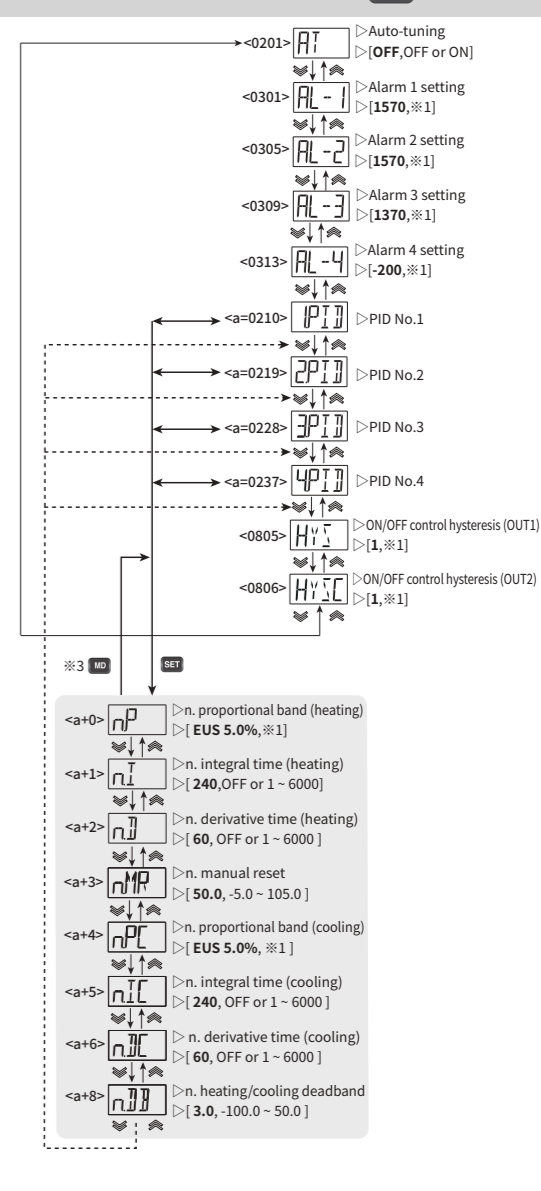 <0201> AT ▷Auto-tuning
▷[OFF,OFF or ON]
<0301> AL-1 ▷Alarm 1 setting
▷[1570,※1]
<0305> AL-2 ▷Alarm 2 setting
▷[1570,※1]
<0309> AL-3 ▷Alarm 3 setting
▷[1370,※1]
<0313> AL-4 ▷Alarm 4 setting
▷[-200,※1]
<a=0210> 1PID ▷PID No.1
<a=0219> 2PID ▷PID No.2
<a=0228> 3PID ▷PID No.3
<a=0237> 4PID ▷PID No.4
<0805> HYS ▷ON/OFF control hysteresis (OUT1)
▷[1,※1]
<0806> HYSC ▷ON/OFF control hysteresis (OUT2)
▷[1,※1]
※3 MD SET
<a+0> nP ▷n. proportional band (heating)
▷[ EUS 5.0%,※1]
<a+1> nI ▷n. integral time (heating)
▷[ 240,OFF or 1 ~ 6000]
<a+2> n.D ▷n. derivative time (heating)
▷[ 60, OFF or 1 ~ 6000 ]
<a+3> nMR ▷n. manual reset
▷[ 50.0, -5.0 ~ 105.0 ]
<a+4> nPC ▷n. proportional band (cooling)
▷[ EUS 5.0%, ※1 ]
<a+5> nIC ▷n. integral time (cooling)
▷[ 240, OFF or 1 ~ 6000 ]
<a+6> n.DC ▷ n. derivative time (cooling)
▷[ 60, OFF or 1 ~ 6000 ]
<a+8> n.DB ▷n. heating/cooling deadband
▷[ 3.0, -100.0 ~ 50.0 ]